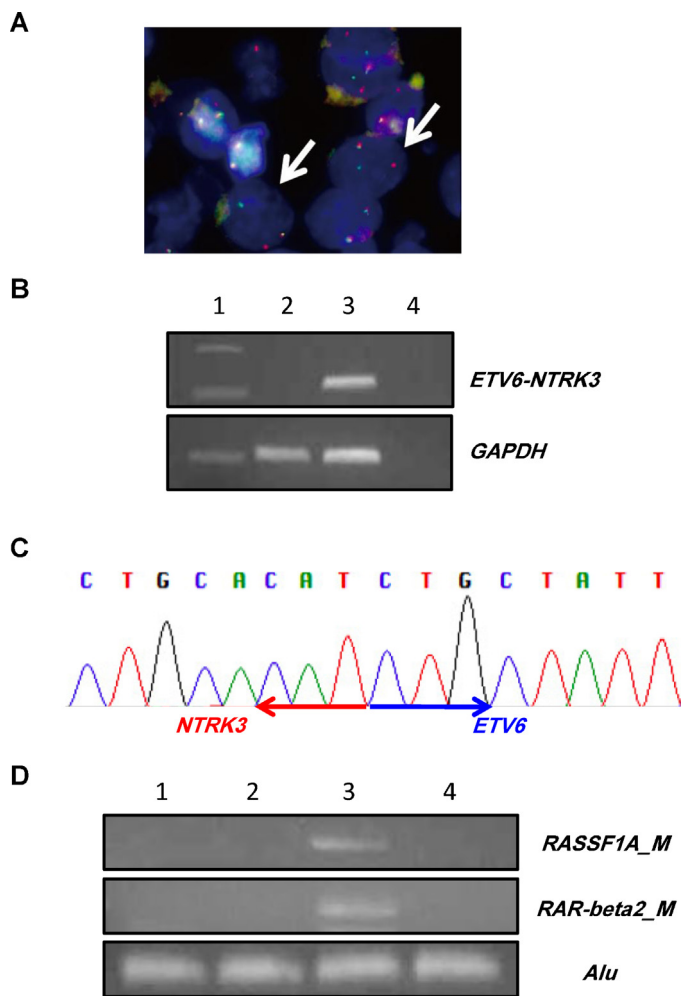 A
B
1 2 3 4
ETV6-NTRK3
GAPDH
C
C T G C A C A T C T G C T A T T
NTRK3 ETV6
D
1 2 3 4
RASSF1A_M
RAR-beta2_M
Alu